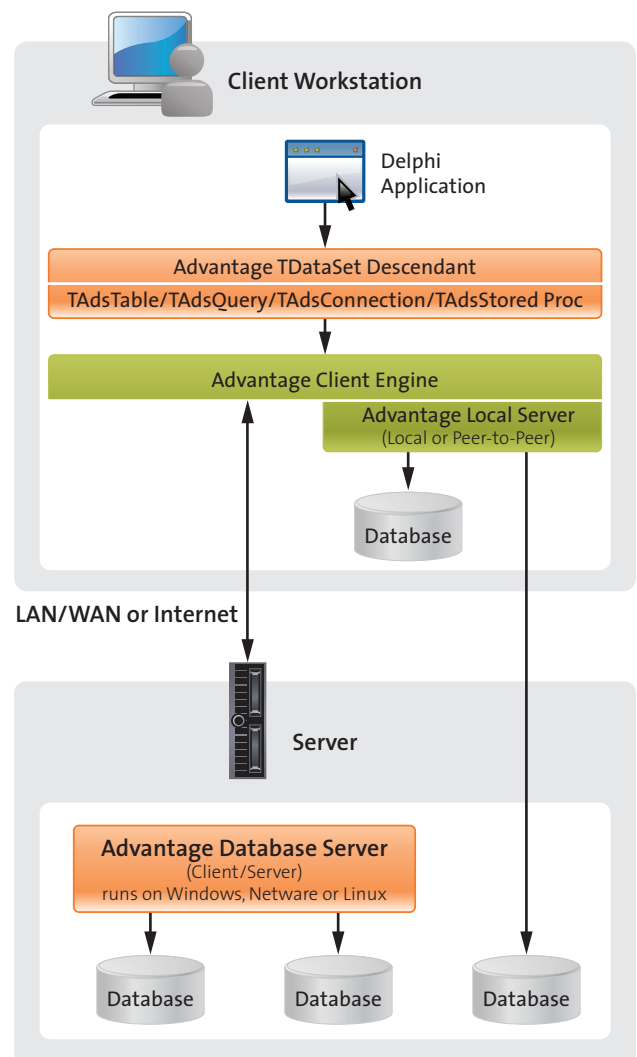 Client Workstation
Delphi
Application
Advantage TDataSet Descendant
TAdsTable/TAdsQuery/TAdsConnection/TAdsStored Proc
Advantage Client Engine
Advantage Local Server
(Local or Peer-to-Peer)
Database
LAN/WAN or Internet
Server
Advantage Database Server
(Client/Server)
runs on Windows, Netware or Linux
Database
Database
Database